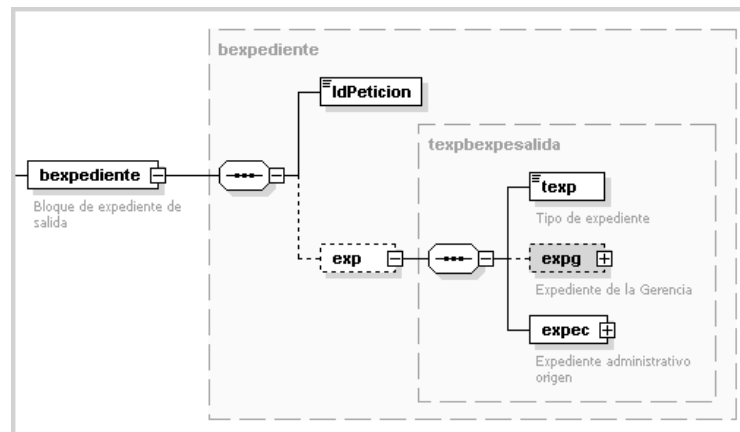 bexpediente
IdPeticion
texpbexpesalida
bexpediente
Bloque de expediente de
salida
texp
Tipo de expediente
exp
expg
Expediente de la Gerencia
expec
Expediente administrativo
origen